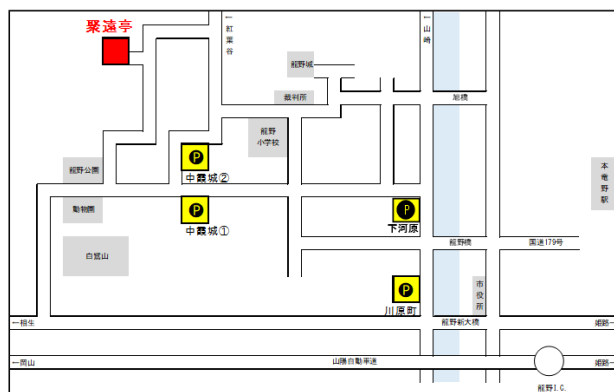 聚遠亭
←紅葉谷
←山崎
龍野城
裁判所
旭橋
龍野
小学校
P
中霞城②
龍野公園
本竜野駅
動物園
P
中霞城①
P
下河原
白鷺山
龍野橋
国道179号
P
川原町
市役所
←相生
龍野新大橋
姫路→
←岡山
山陽自動車道
姫路→
龍野I.C.